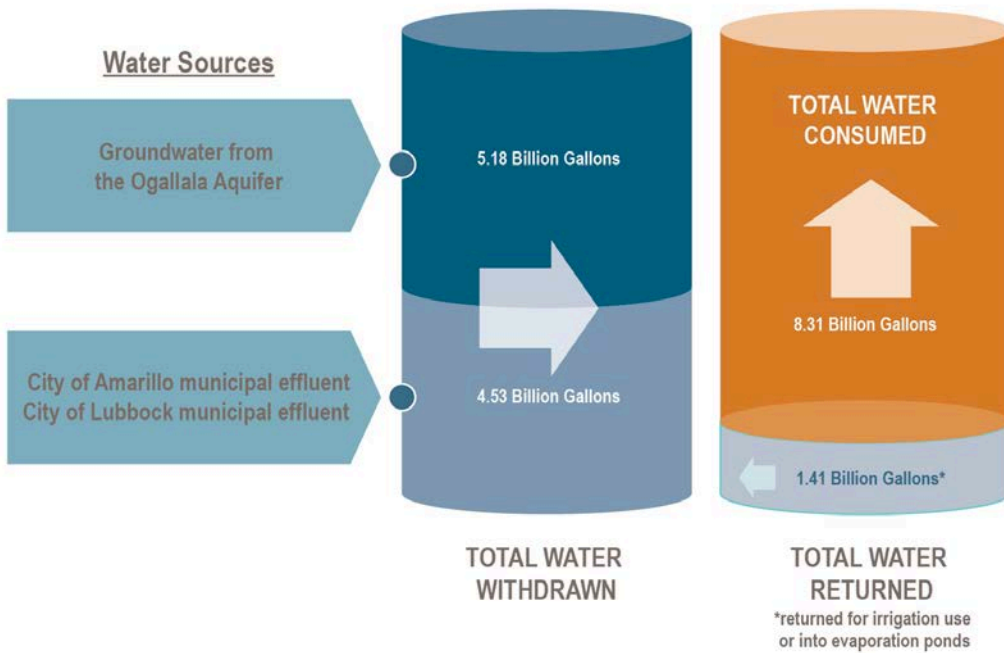 Water Sources
Groundwater from
the Ogallala Aquifer
City of Amarillo municipal effluent
City of Lubbock municipal effluent
5.18 Billion Gallons
4.53 Billion Gallons
TOTAL WATER
WITHDRAWN
TOTAL WATER
CONSUMED
8.31 Billion Gallons
1.41 Billion Gallons*
TOTAL WATER
RETURNED
*returned for irrigation use
or into evaporation ponds